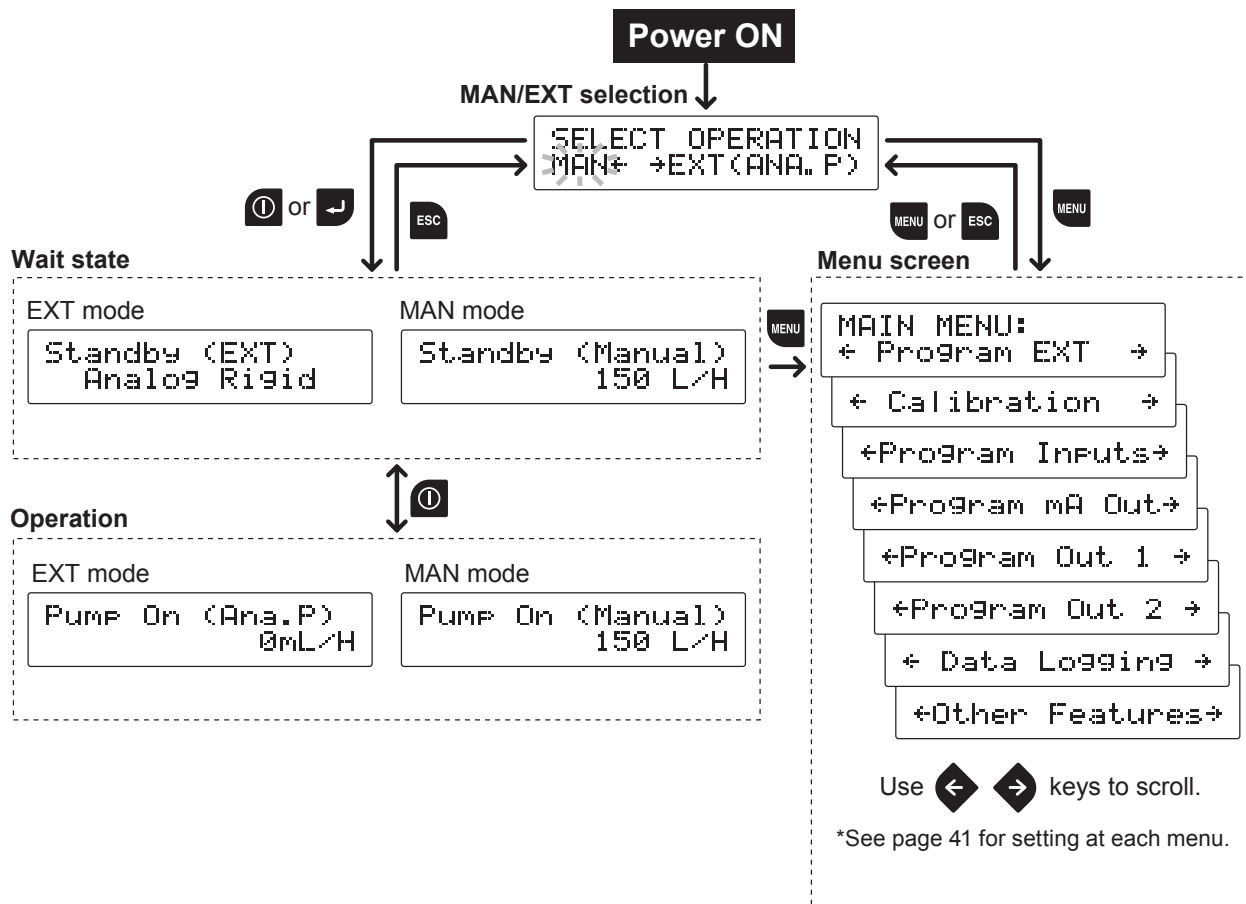 Power ON
MAN/EXT selection
SELECT OPERATION
MAN← →EXT(ANA.P)
or
ESC
MENU or ESC
MENU
Wait state
EXT mode
Standby (EXT)
Analog Rigid
MAN mode
Standby (Manual)
150 L/H
MENU
Operation
EXT mode
Pump On (Ana.P)
0mL/H
MAN mode
Pump On (Manual)
150 L/H
Menu screen
MAIN MENU:
← Program EXT →
← Calibration →
←Program Inputs→
←Program mA Out→
←Program Out 1 →
←Program Out 2 →
← Data Logging →
←Other Features→
Use ← → keys to scroll.
*See page 41 for setting at each menu.